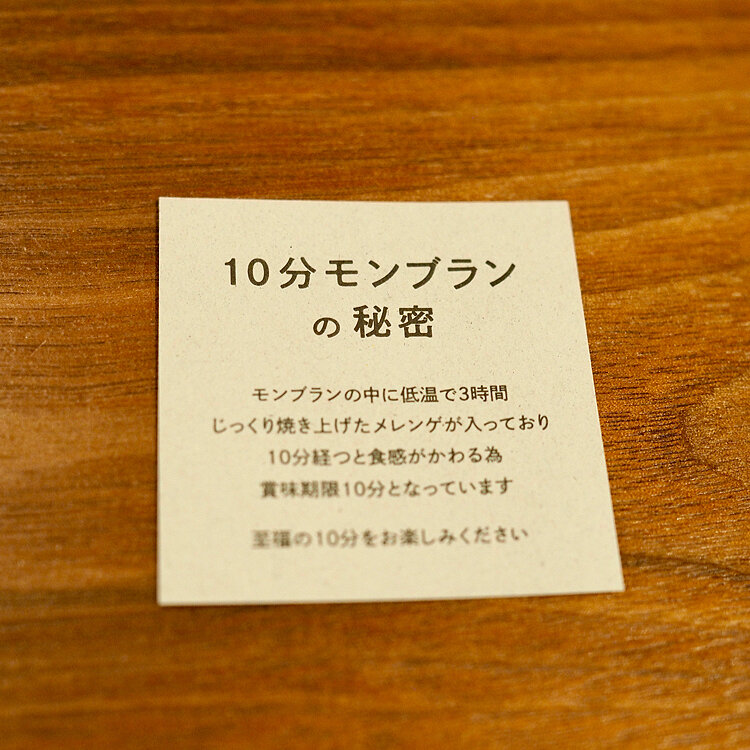 10分モンブラン
の秘密
モンブランの中に低温で3時間
じっくり焼き上げたメレンゲが入っており
10分経つと食感がかわる為
賞味期限10分となっています
至福の10分をお楽しみください